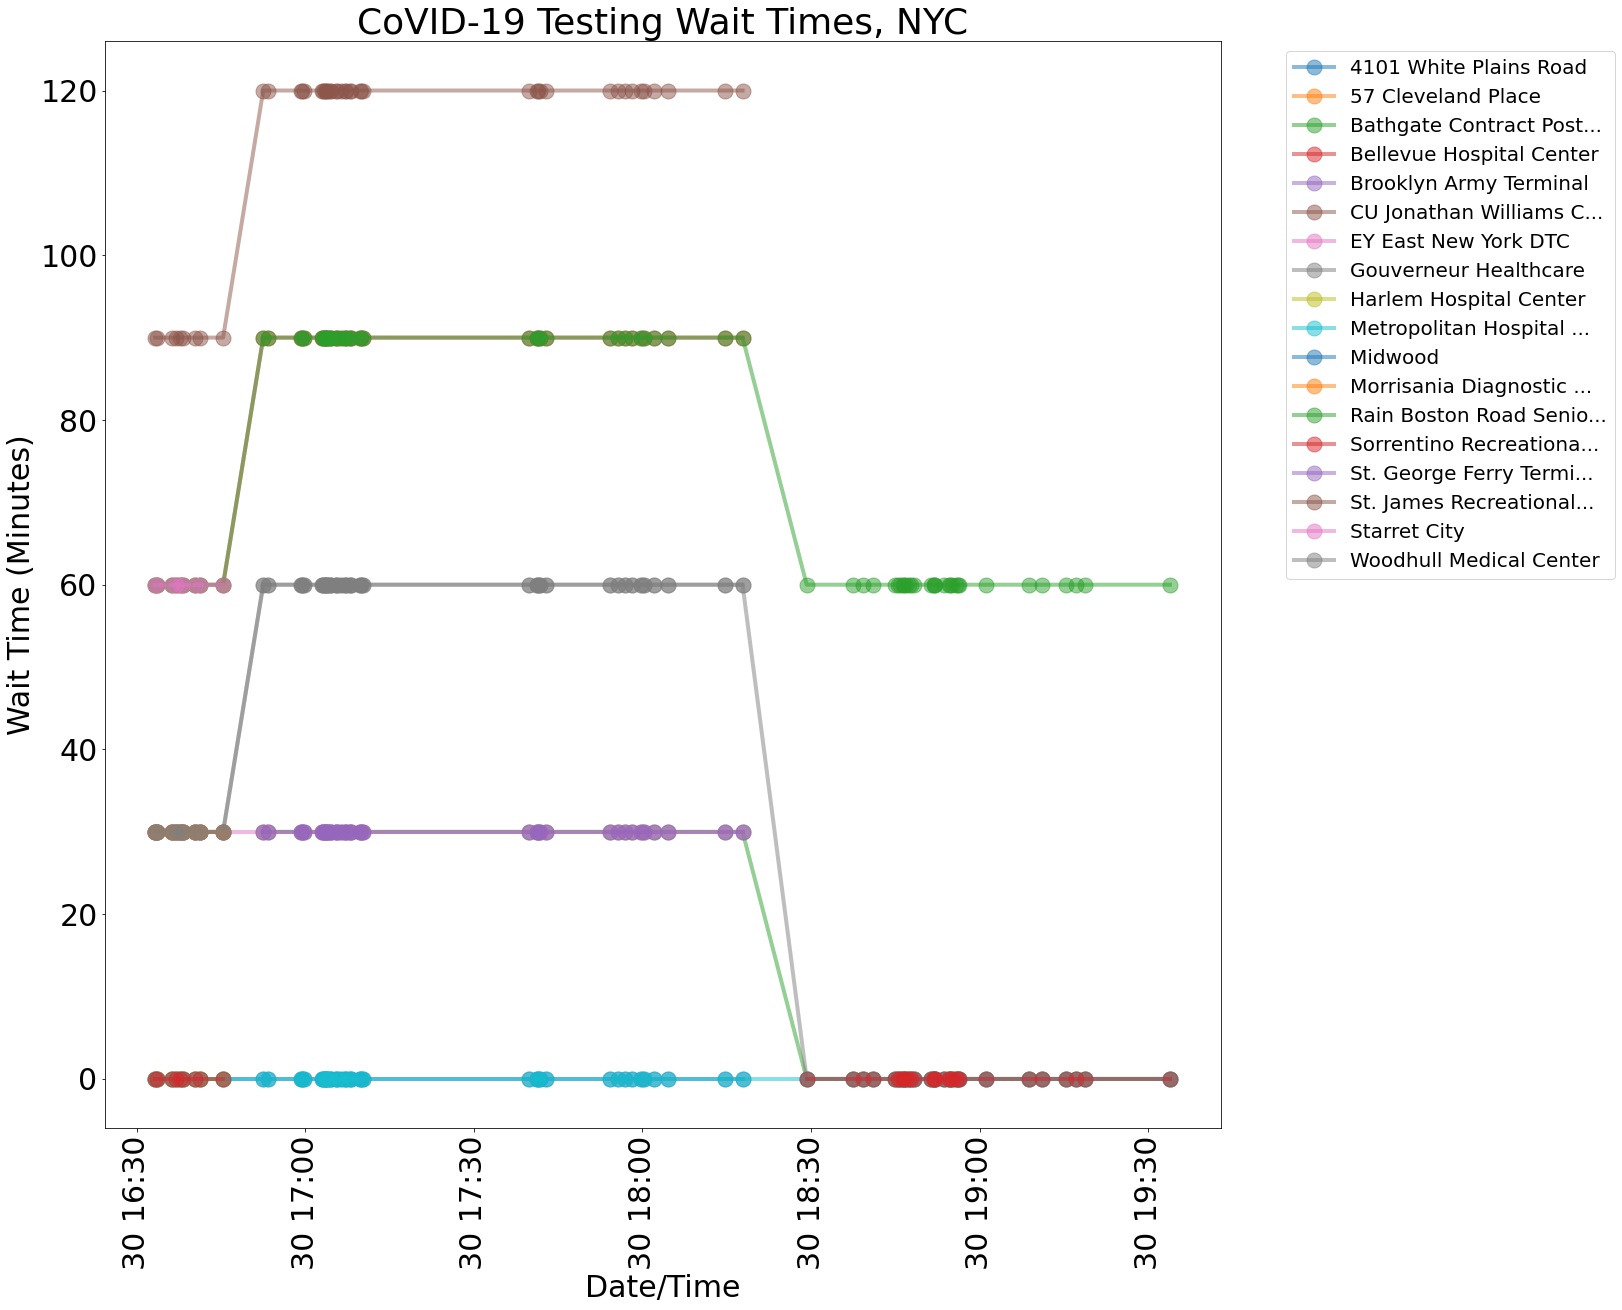 CoVID-19 Testing Wait Times, NYC
120
100
80
60
40
20
0
Wait Time (Minutes)
30 16:30
30 17:00
30 17:30
30 18:00
30 18:30
30 19:00
30 19:30
Date/Time
4101 White Plains Road
57 Cleveland Place
Bathgate Contract Post...
Bellevue Hospital Center
Brooklyn Army Terminal
CU Jonathan Williams C...
EY East New York DTC
Gouverneur Healthcare
Harlem Hospital Center
Metropolitan Hospital ...
Midwood
Morrisania Diagnostic ...
Rain Boston Road Senio...
Sorrentino Recreationa...
St. George Ferry Termi...
St. James Recreational...
Starret City
Woodhull Medical Center